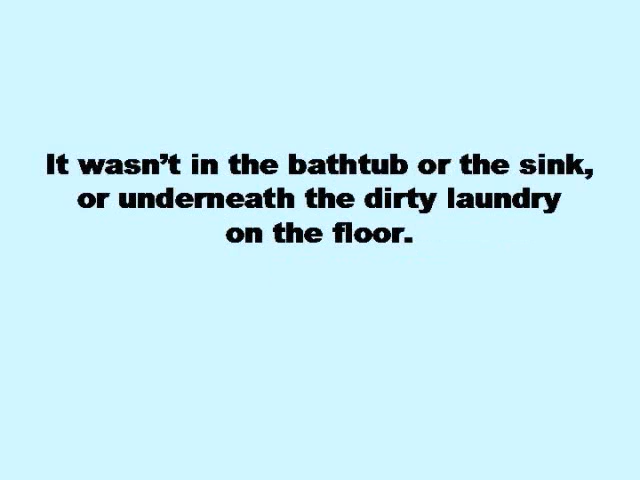 It wasn’t in the bathtub or the sink,
or underneath the dirty laundry
on the floor.